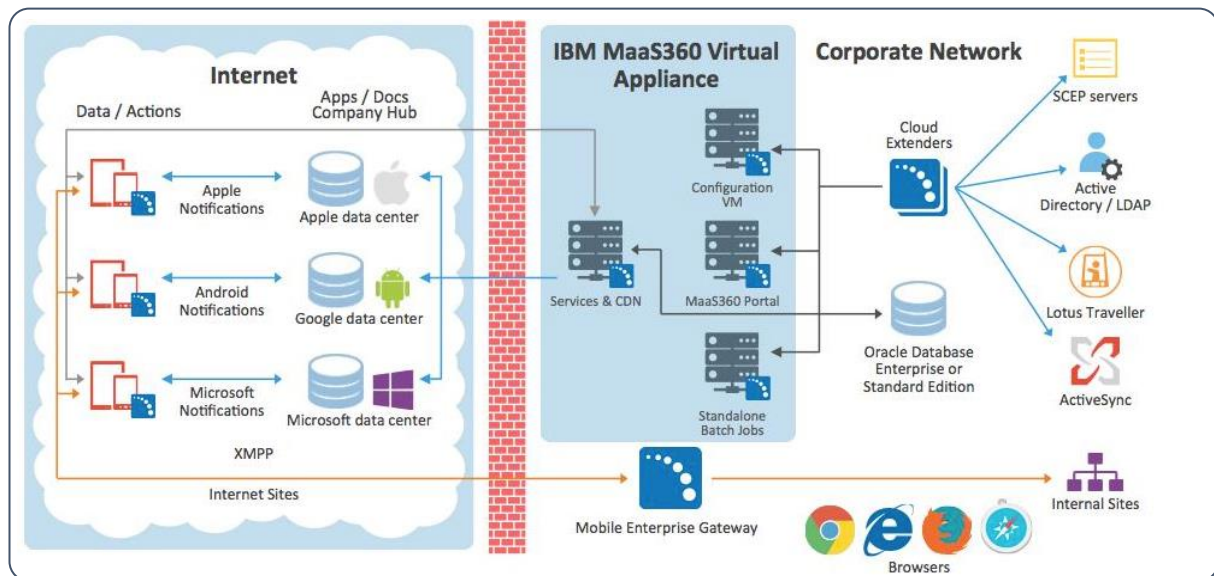 Internet
Data / Actions
Apps / Docs
Company Hub
Apple
Notifications
Apple data center
Android
Notifications
Google data center
Microsoft
Notifications
Microsoft data center
XMPP
Internet Sites
IBM MaaS360 Virtual
Appliance
Configuration
VM
Services & CDN
MaaS360 Portal
Standalone
Batch Jobs
Mobile Enterprise Gateway
Corporate Network
Cloud
Extenders
Oracle Database
Enterprise or
Standard Edition
SCEP servers
Active
Directory / LDAP
Lotus Traveller
ActiveSync
Internal Sites
Browsers